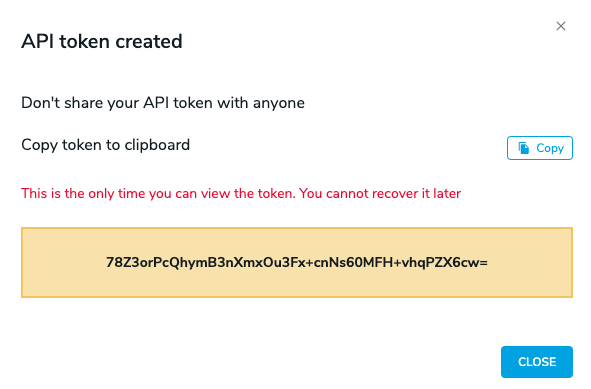 API token created
Don't share your API token with anyone
Copy token to clipboard
Copy
This is the only time you can view the token. You cannot recover it later
78Z3orPcQhymB3nXmxOu3Fx+cnNs60MFH+vhqPZX6cw=
CLOSE